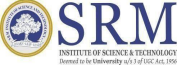 SRM
INSTITUTE OF SCIENCE & TECHNOLOGY
Deemed to be University u/s 3 of UGC Act, 1956